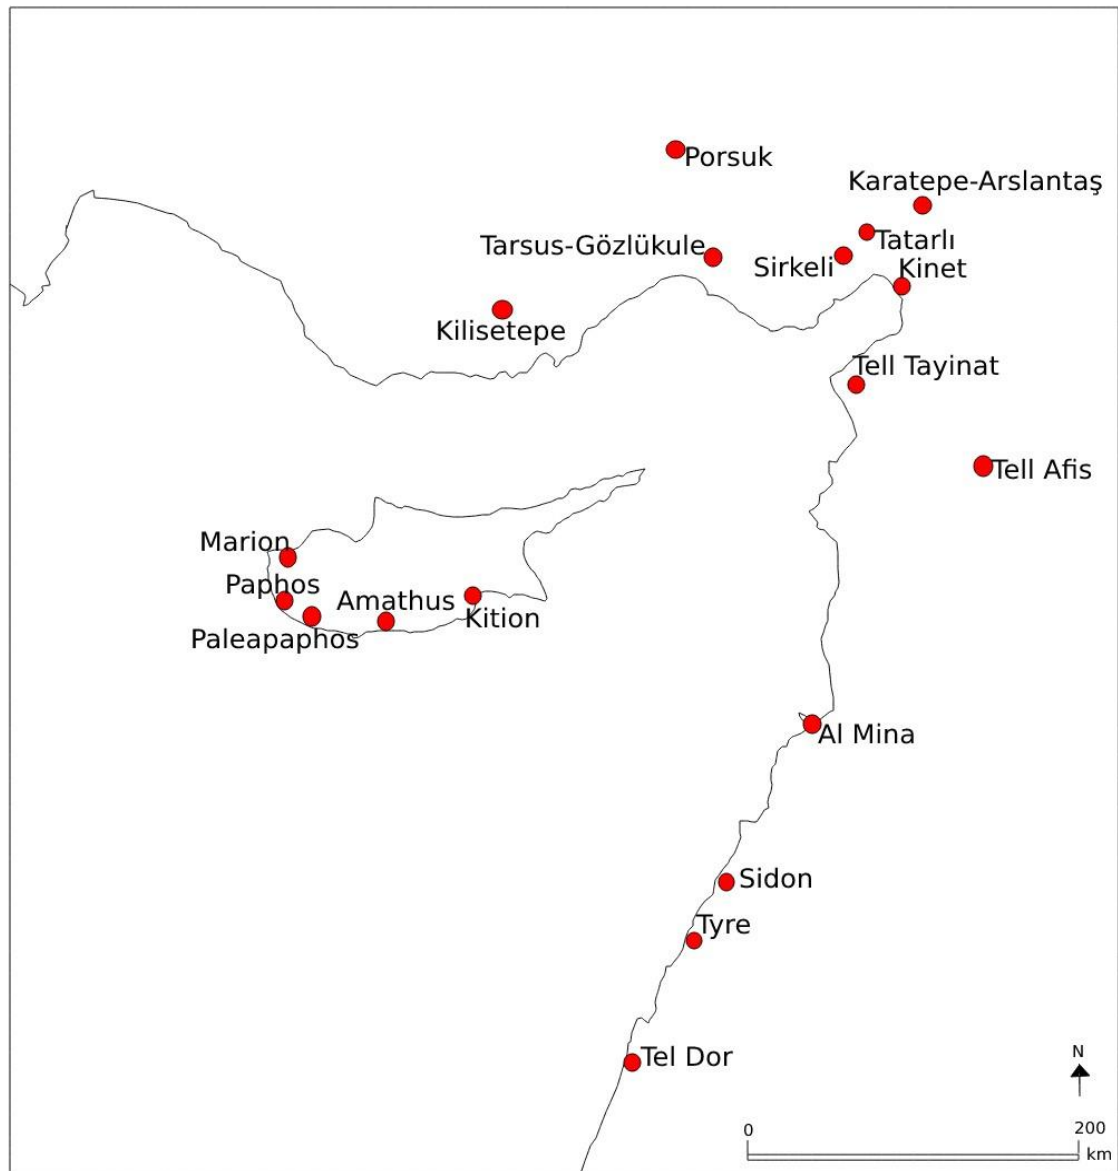 Porsuk
Karatepe-Arslantaş
Tarsus-Gözlükule
Tatarlı
Sirkeli
Kinet
Kilisetepe
Tell Tayinat
Tell Afis
Marion
Paphos
Amathus
Kition
Paleapaphos
Al Mina
Sidon
Tyre
Tel Dor
N
0
200
km